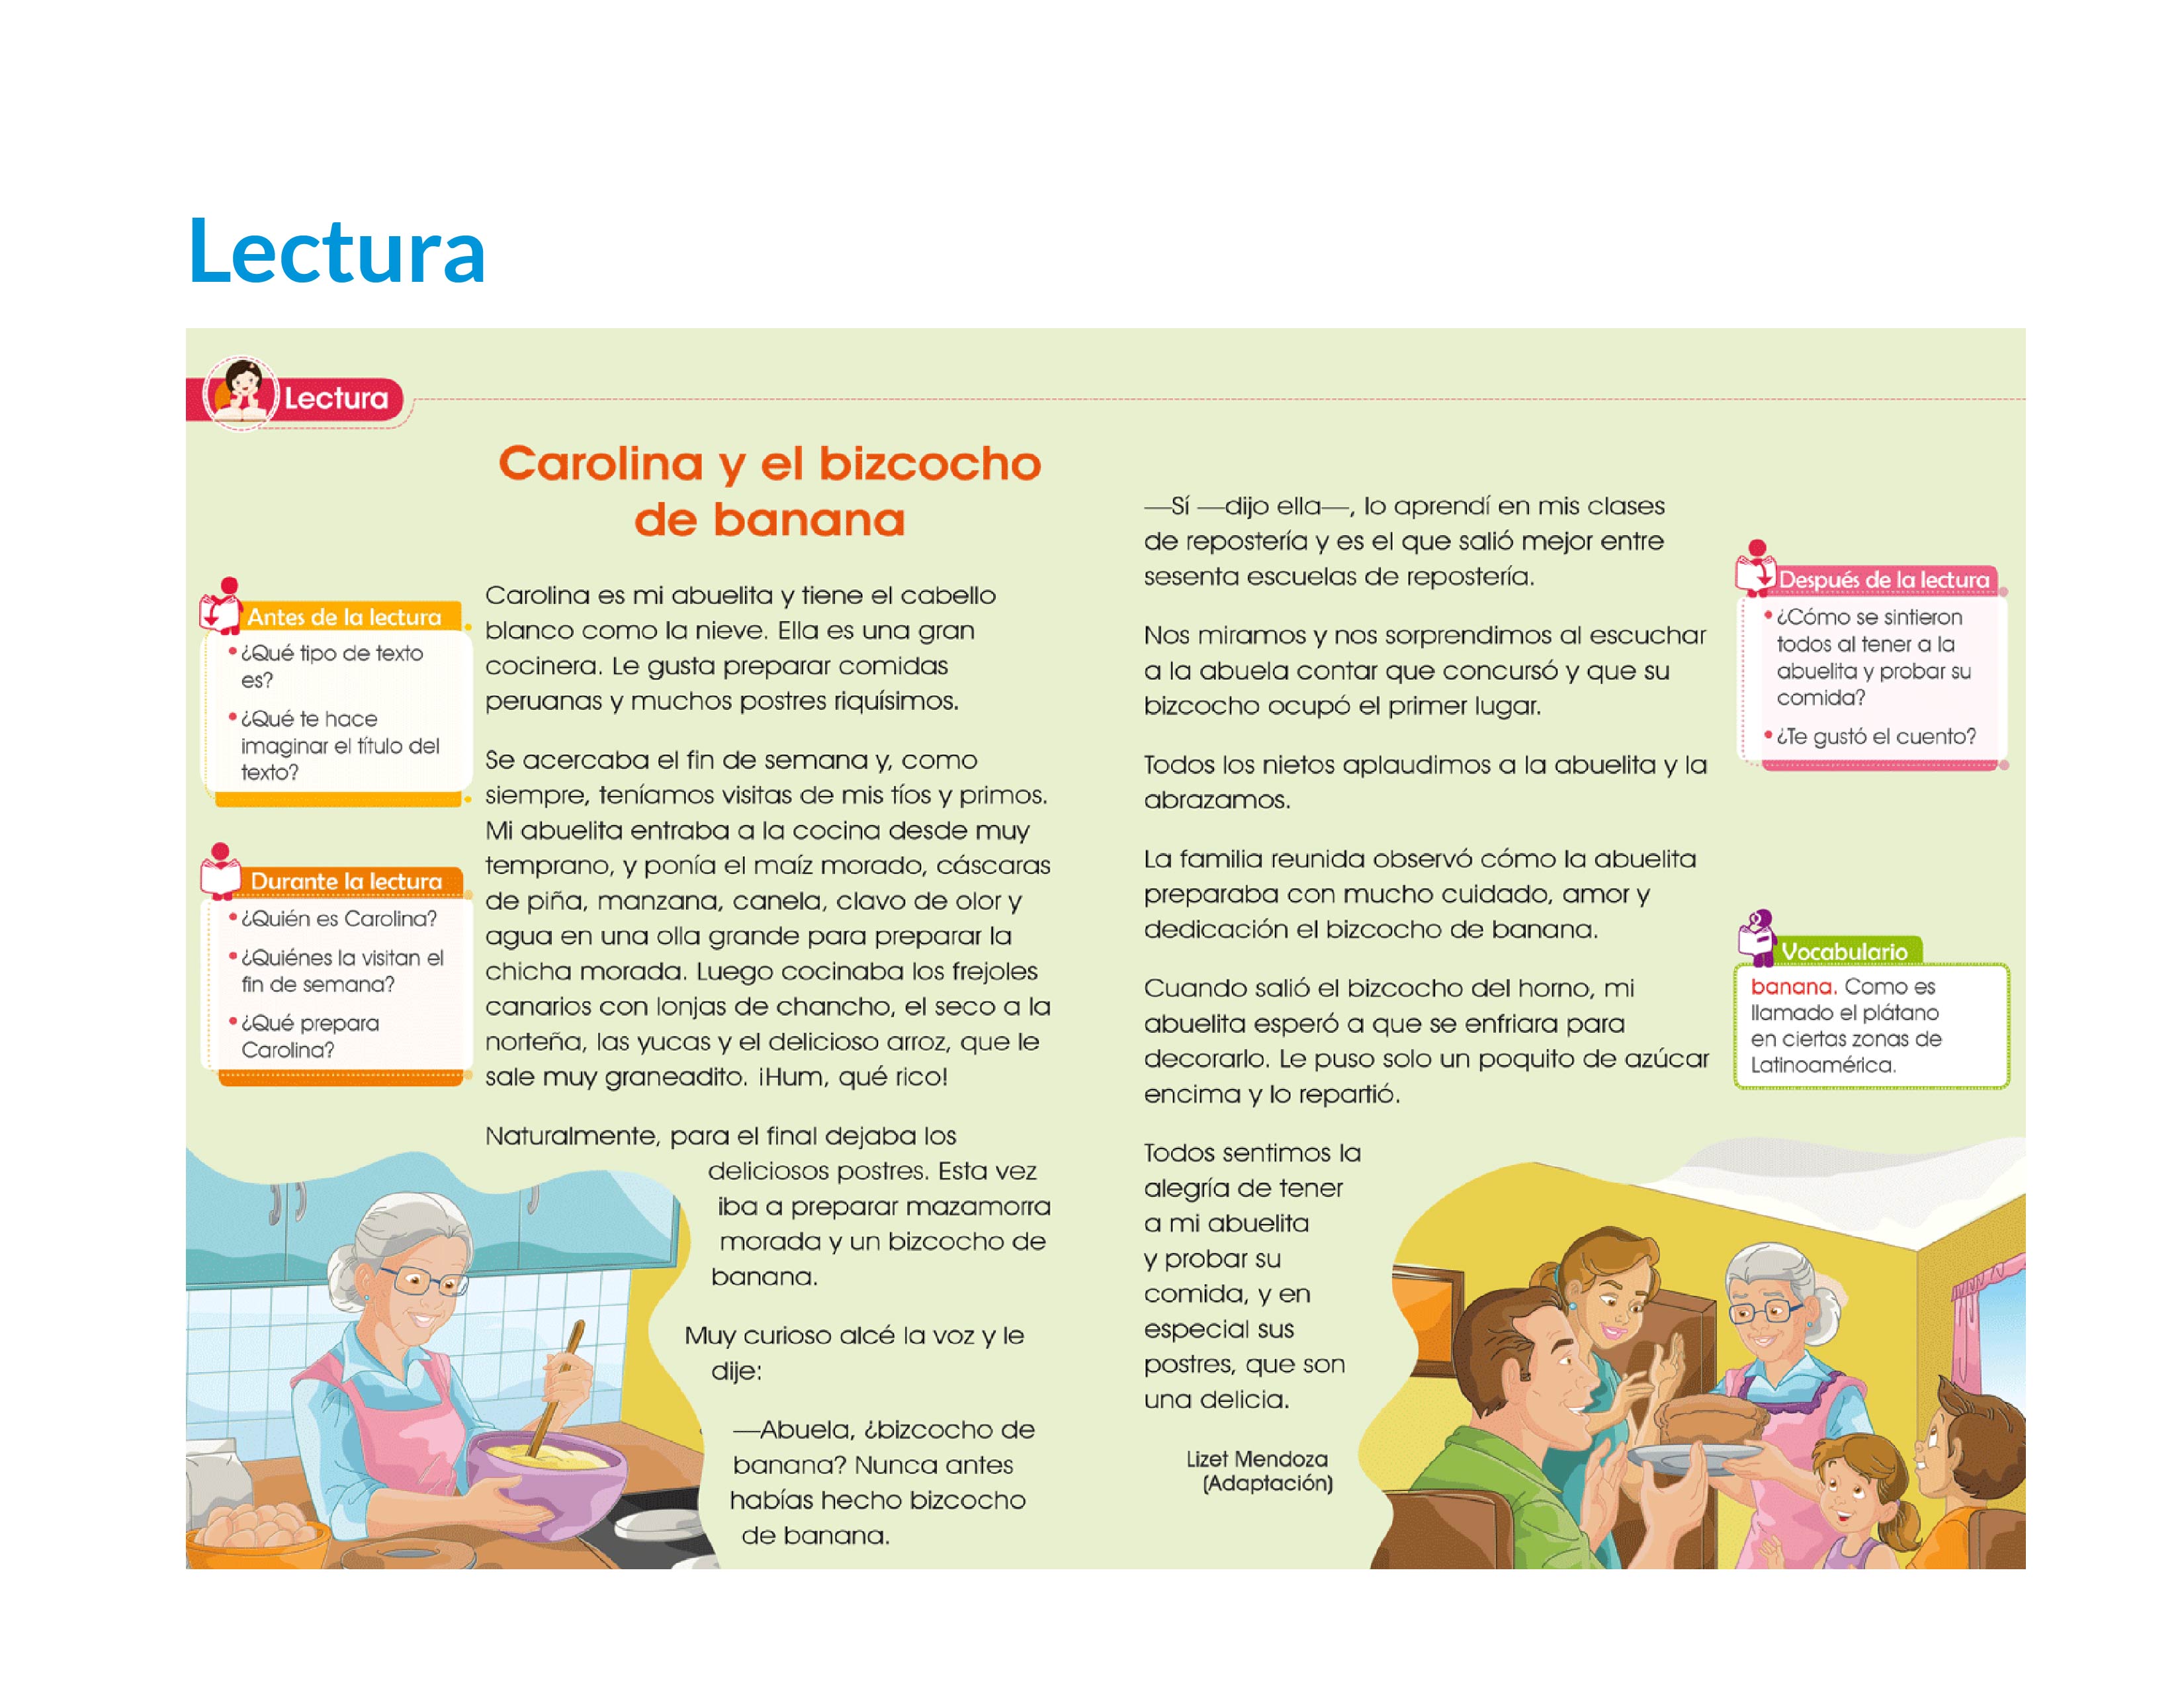 Lectura
Lectura
Carolina y el bizcocho
de banana
Antes de la lectura
• ¿Qué tipo de texto
es?
• ¿Qué te hace
imaginar el título del
texto?
Durante la lectura
• ¿Quién es Carolina?
• ¿Quiénes la visitan el
fin de semana?
• ¿Qué prepara
Carolina?
Carolina es mi abuelita y tiene el cabello
blanco como la nieve. Ella es una gran
cocinera. Le gusta preparar comidas
peruanas y muchos postres riquísimos.
Se acercaba el fin de semana y, como
siempre, teníamos visitas de mis tíos y primos.
Mi abuelita entraba a la cocina desde muy
temprano, y ponía el maíz morado, cáscaras
de piña, manzana, canela, clavo de olor y
agua en una olla grande para preparar la
chicha morada. Luego cocinaba los frejoles
canarios con lonjas de chancho, el seco a la
norteña, las yucas y el delicioso arroz, que le
sale muy graneadito. ¡Hum, qué rico!
Naturalmente, para el final dejaba los
deliciosos postres. Esta vez
iba a preparar mazamorra
morada y un bizcocho de
banana.
Muy curioso alcé la voz y le
dije:
—Abuela, ¿bizcocho de
banana? Nunca antes
habías hecho bizcocho
de banana.
—Sí —dijo ella—, lo aprendí en mis clases
de repostería y es el que salió mejor entre
sesenta escuelas de repostería.
Nos miramos y nos sorprendimos al escuchar
a la abuela contar que concursó y que su
bizcocho ocupó el primer lugar.
Todos los nietos aplaudimos a la abuelita y la
abrazamos.
La familia reunida observó cómo la abuelita
preparaba con mucho cuidado, amor y
dedicación el bizcocho de banana.
Cuando salió el bizcocho del horno, mi
abuelita esperó a que se enfriara para
decorarlo. Le puso solo un poquito de azúcar
encima y lo repartió.
Todos sentimos la
alegría de tener
a mi abuelita
y probar su
comida, y en
especial sus
postres, que son
una delicia.
Lizet Mendoza
(Adaptación)
Después de la lectura
• ¿Cómo se sintieron
todos al tener a la
abuelita y probar su
comida?
• ¿Te gustó el cuento?
Vocabulario
banana. Como es
llamado el plátano
en ciertas zonas de
Latinoamérica.